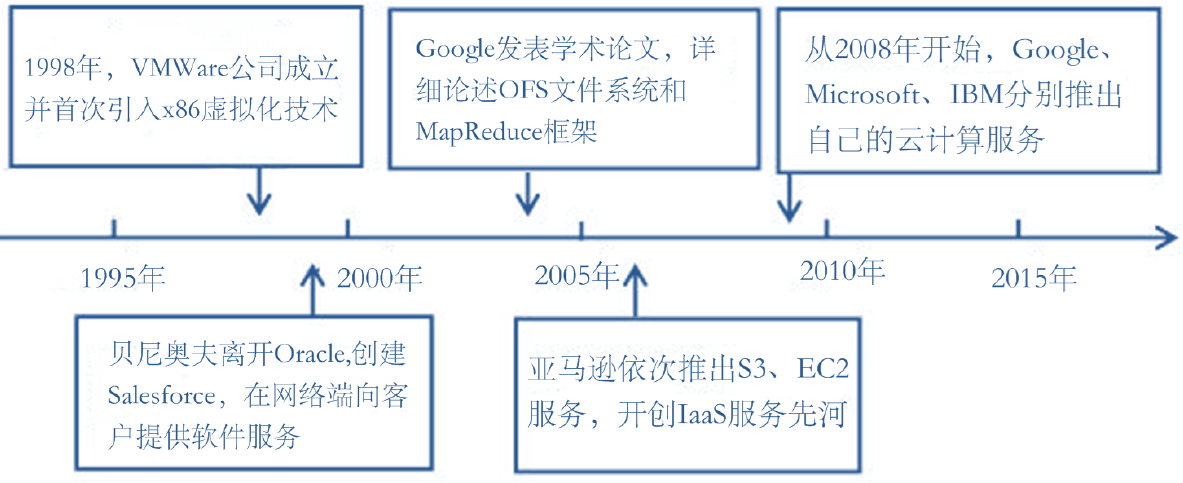 1998年，VMWare公司成立
并首次引入x86虚拟化技术
Google发表学术论文，详
细论述OFS文件系统和
MapReduce框架
从2008年开始，Google、
Microsoft、IBM分别推出
自己的云计算服务
1995年
2000年
2005年
2010年
2015年
贝尼奥夫离开Oracle,创建
Salesforce，在网络端向客
户提供软件服务
亚马逊依次推出S3、EC2
服务，开创IaaS服务先河